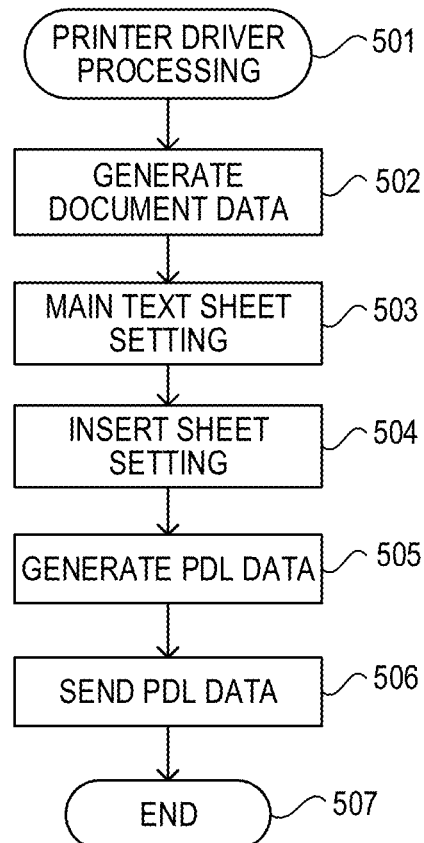 PRINTER DRIVER
PROCESSING
501
GENERATE
DOCUMENT DATA
502
MAIN TEXT SHEET
SETTING
503
INSERT SHEET
SETTING
504
GENERATE PDL DATA
505
SEND PDL DATA
506
END
507